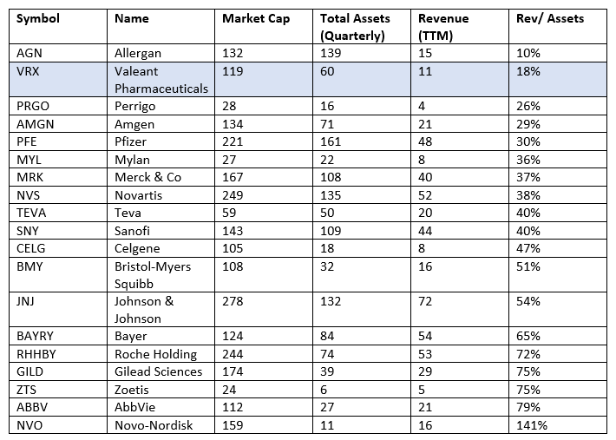 Symbol Name Market Cap Total Assets Revenue Rev/ Assets
(Quarterly) (TTM)
AGN Allergan 132 139 15 10%
VRX Valeant 119 60 11 18%
Pharmaceuticals
PRGO Perrigo 28 16 4 26%
AMGN Amgen 134 71 21 29%
PFE Pfizer 221 161 48 30%
MYL Mylan 27 22 8 36%
MRK Merck & Co 167 108 40 37%
NVS Novartis 249 135 52 38%
TEVA Teva 59 50 20 40%
SNY Sanofi 143 109 44 40%
CELG Celgene 105 18 8 47%
BMY Bristol-Myers 108 32 16 51%
Squibb
JNJ Johnson & 278 132 72 54%
Johnson
BAYRY Bayer 124 84 54 65%
RHHBY Roche Holding 244 74 53 72%
GILD Gilead Sciences 174 39 29 75%
ZTS Zoetis 24 6 5 75%
ABBV AbbVie 112 27 21 79%
NVO Novo-Nordisk 159 11 16 141%